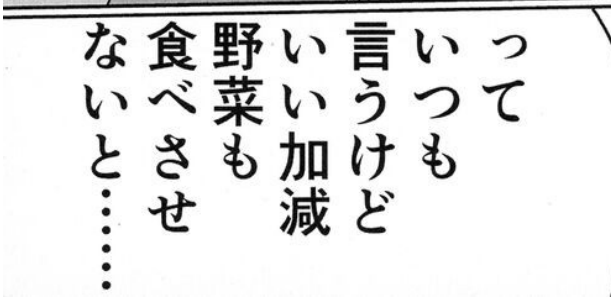 って
いつも
言うけど
いい加減
野菜も
食べさせ
ないと……